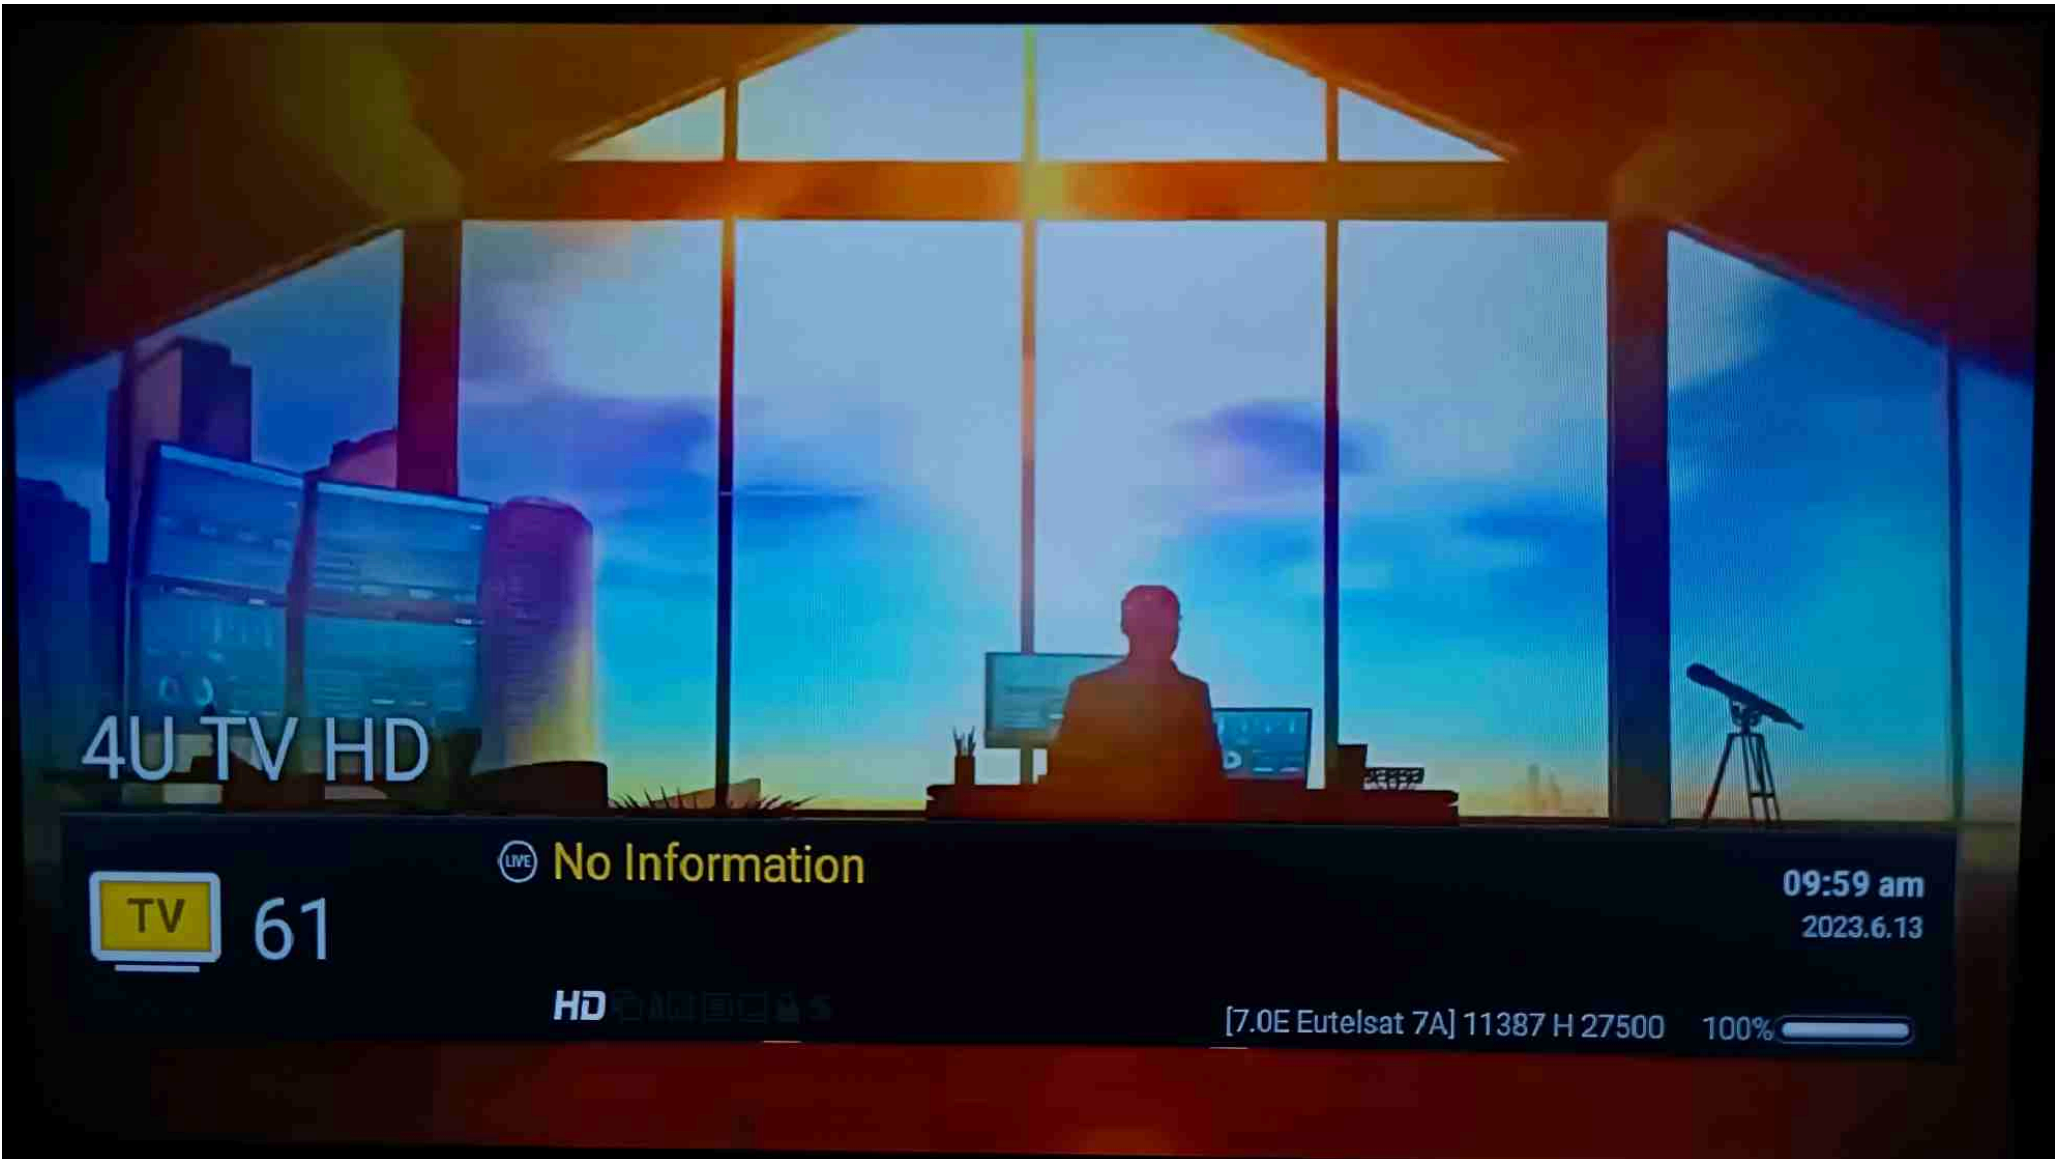 4U TV HD
LIVE No Information
TV 61
09:59 am
2023.6.13
HD
[7.0E Eutelsat 7A] 11387 H 27500 100%